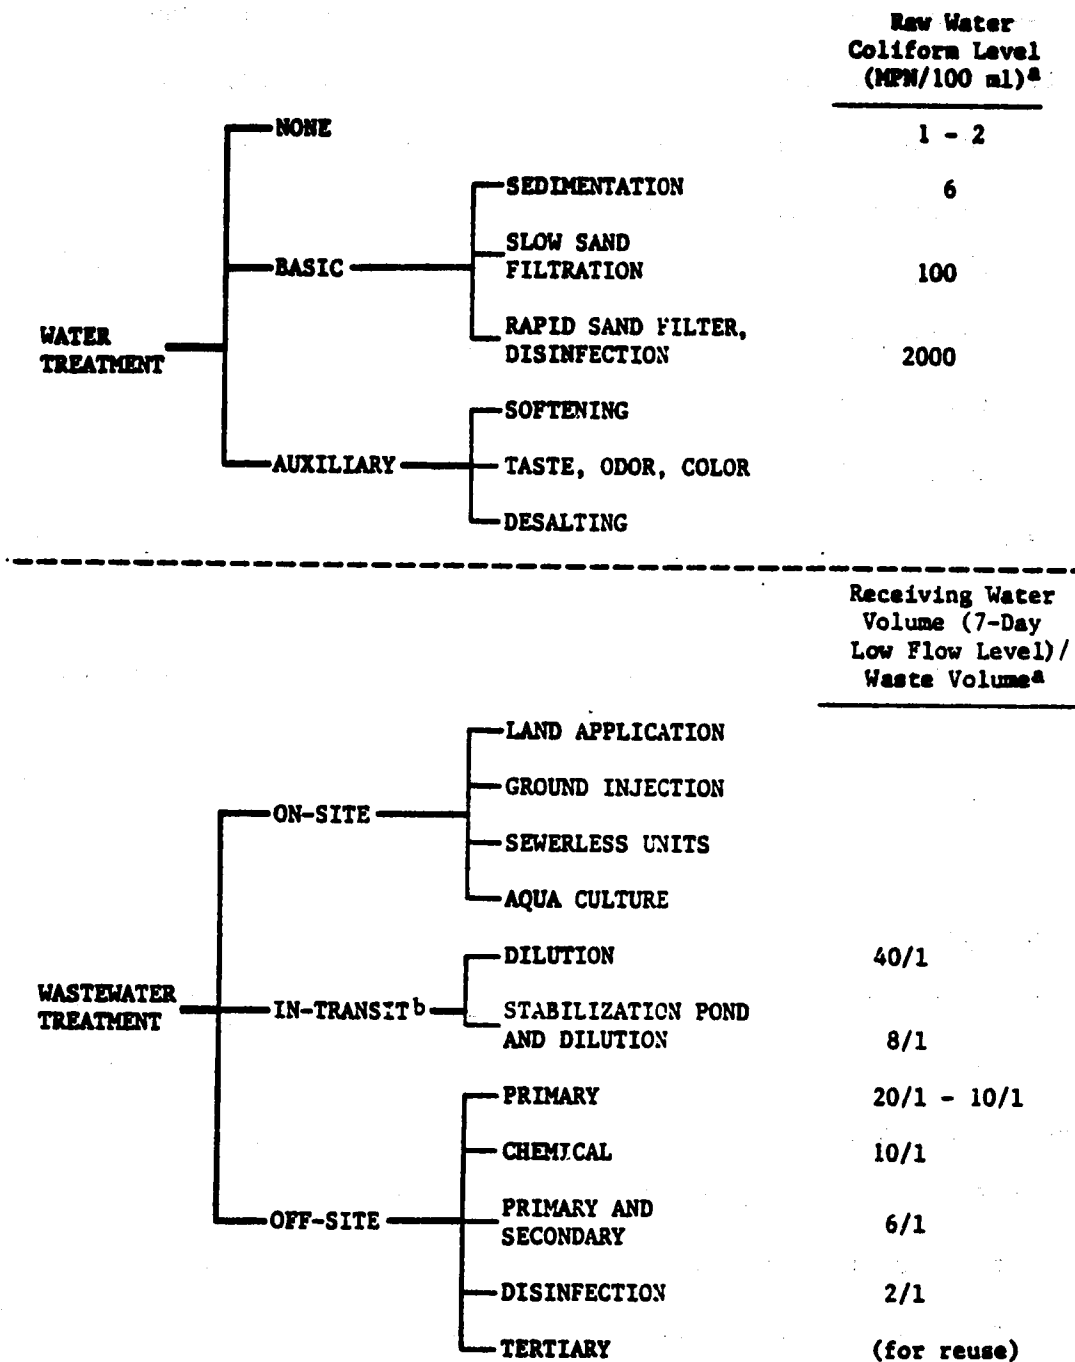 Raw Water
Coliform Level
(MPN/100 ml)a
NONE
1 - 2
SEDIMENTATION
6
SLOW SAND
BASIC
FILTRATION
100
RAPID SAND FILTER,
WATER
TREATMENT
DISINFECTION
2000
SOFTENING
AUXILIARY
TASTE, ODOR, COLOR
DESALTING
Receiving Water
Volume (7-Day
Low Flow Level)/
Waste Volumea
LAND APPLICATION
GROUND INJECTION
ON-SITE
SEWERLESS UNITS
AQUA CULTURE
DILUTION
40/1
WASTEWATER
TREATMENT
IN-TRANSITb
STABILIZATION POND
AND DILUTION
8/1
PRIMARY
20/1 - 10/1
CHEMICAL
10/1
OFF-SITE
PRIMARY AND
SECONDARY
6/1
DISINFECTION
2/1
TERTIARY
(for reuse)